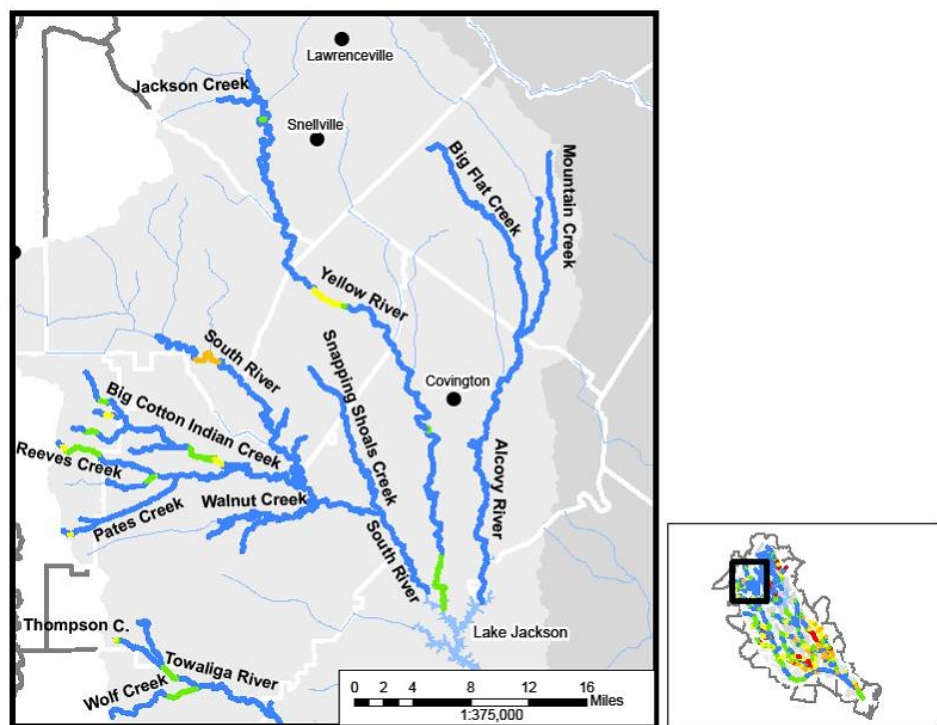 Lawrenceville
Jackson Creek
Snellville
Big Flat Creek
Mountain Creek
Yellow River
South River
Snapping Shoals Creek
Covington
Big Cotton Indian Creek
Reeves Creek
Alcovy River
Walnut Creek
Pates Creek
South River
Thompson C.
Lake Jackson
Towaliga River
Wolf Creek
0 2 4 8 12 16
Miles
1:375,000